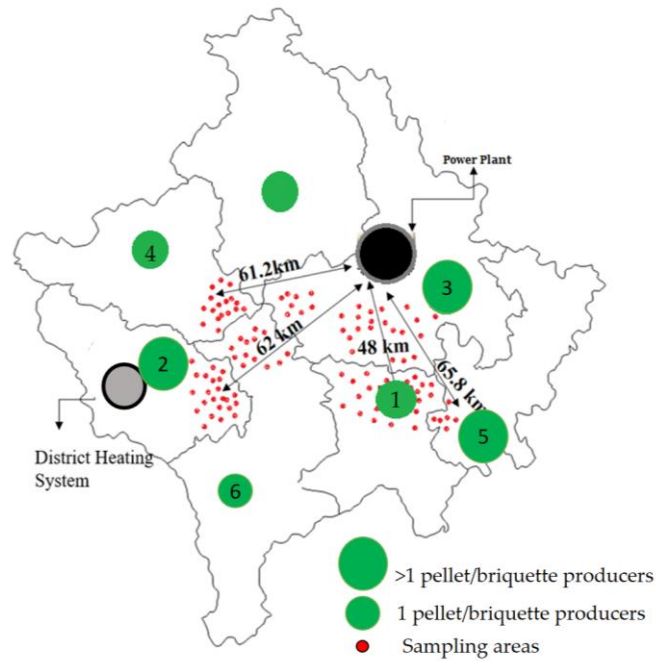 Power Plant
61.2km
4
3
62 km
48 km
65.8 km
2
1
5
District Heating
System
6
>1 pellet/briquette producers
1 pellet/briquette producers
Sampling areas